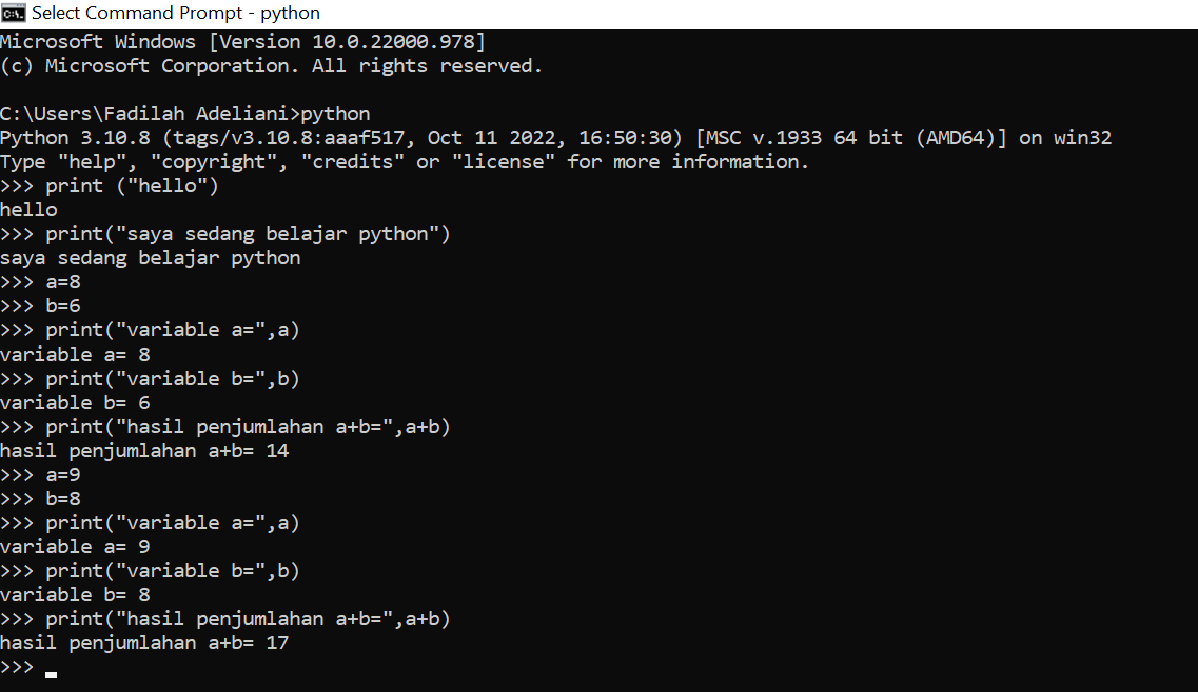 Select Command Prompt - python
Microsoft Windows [Version 10.0.22000.978]
(c) Microsoft Corporation. All rights reserved.
C:\Users\Fadilah Adeliani>python
Python 3.10.8 (tags/v3.10.8:aaaf517, Oct 11 2022, 16:50:30) [MSC v.1933 64 bit (AMD64)] on win32
Type "help", "copyright", "credits" or "license" for more information.
>>> print ("hello")
hello
>>> print("saya sedang belajar python")
saya sedang belajar python
>>> a=8
>>> b=6
>>> print("variable a=",a)
variable a= 8
>>> print("variable b=",b)
variable b= 6
>>> print("hasil penjumlahan a+b=",a+b)
hasil penjumlahan a+b= 14
>>> a=9
>>> b=8
>>> print("variable a=",a)
variable a= 9
>>> print("variable b=",b)
variable b= 8
>>> print("hasil penjumlahan a+b=",a+b)
hasil penjumlahan a+b= 17
>>>